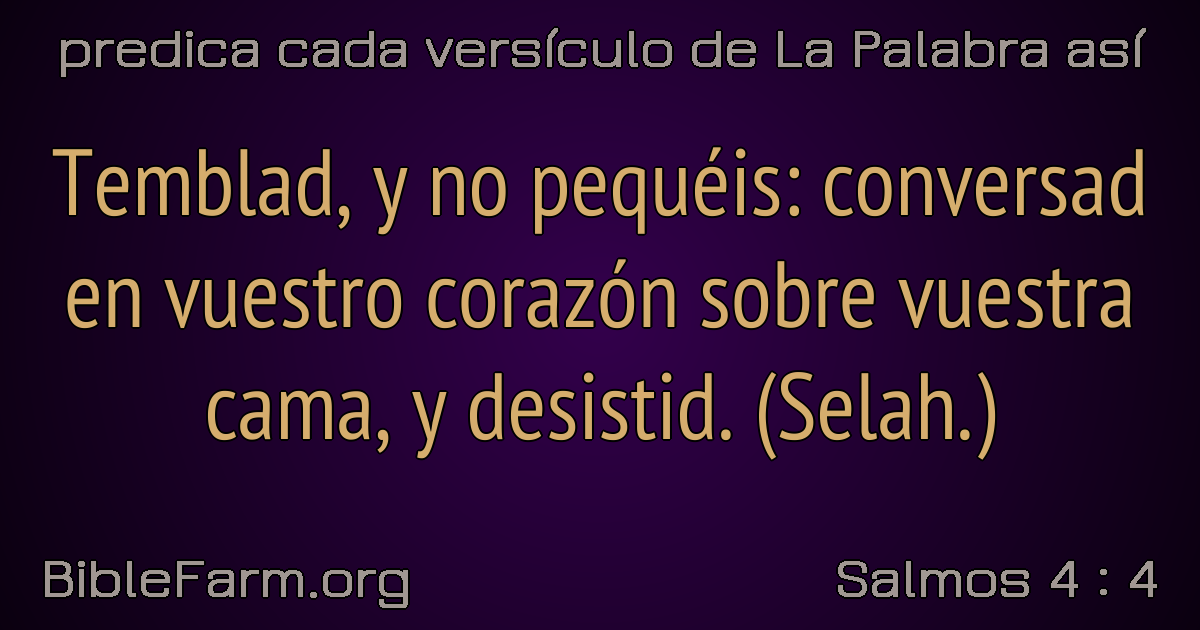 predica cada versículo de La Palabra así
Temblad, y no pequéis: conversad
en vuestro corazón sobre vuestra
cama, y desistid. (Selah.)
BibleFarm.org
Salmos 4 : 4